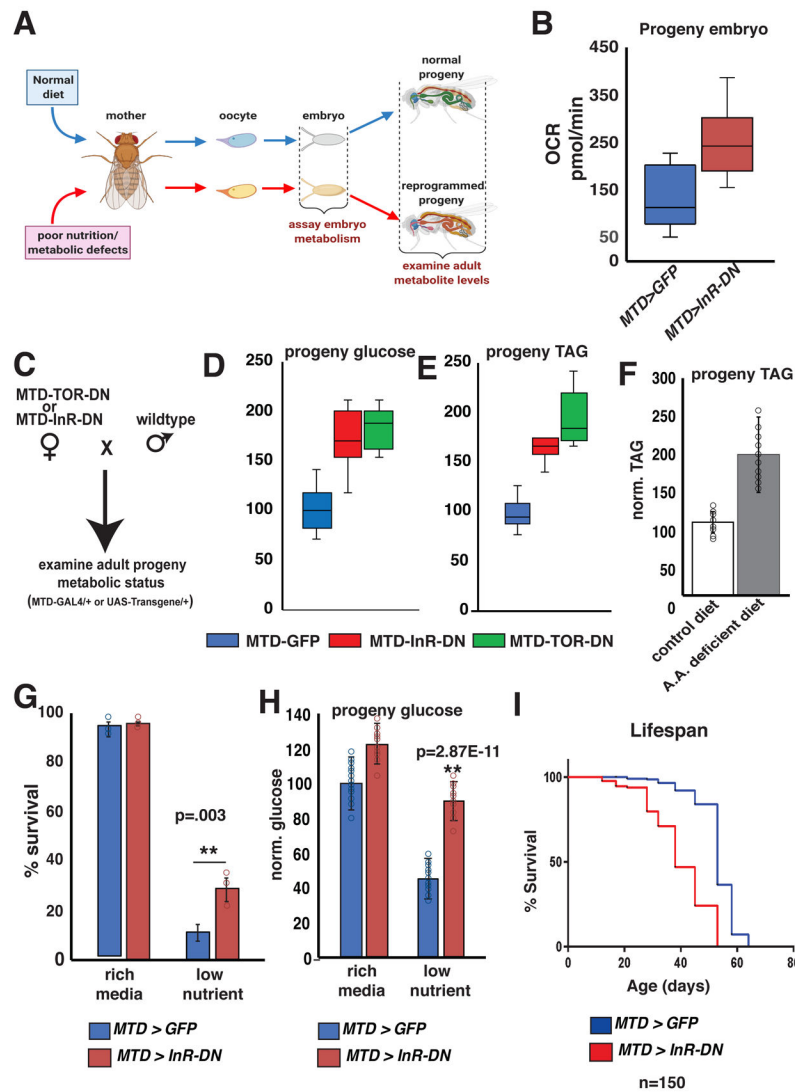 A
Normal
diet
mother
oocyte
embryo
normal
progeny
poor nutrition/
metabolic defects
assay embryo
metabolism
reprogrammed
progeny
examine adult
metabolite levels
B
Progeny embryo
OCR
pmol/min
450
350
250
150
50
0
MTD>GFP
MTD>InR-DN
C
MTD-TOR-DN
or
MTD-InR-DN
wildtype
♀ X ♂
examine adult progeny
metabolic status
(MTD-GAL4/+ or UAS-Transgene/+)
D
progeny glucose
250
200
150
100
50
0
E
progeny TAG
250
200
150
100
50
0
MTD-GFP
MTD-InR-DN
MTD-TOR-DN
F
progeny TAG
norm. TAG
300
250
200
150
100
50
0
control diet
A.A. deficient diet
G
% survival
100
80
60
40
20
0
p=.003
**
rich
media
low
nutrient
MTD > GFP
MTD > InR-DN
H
progeny glucose
norm. glucose
140
120
100
80
60
40
20
0
p=2.87E-11
**
rich
media
low
nutrient
MTD > GFP
MTD > InR-DN
I
Lifespan
% Survival
100
50
0
0 20 40 60 80
Age (days)
MTD > GFP
MTD > InR-DN
n=150